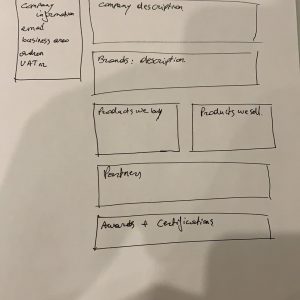 Company
information
email
business area
VAT nr
Company description
Brands: description
Products we buy
Products we sell
Partners
Awards + Certifications